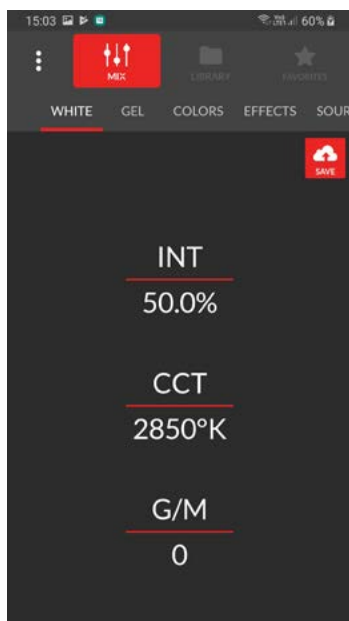 15:03 60%
MIX LIBRARY FAVORITES
WHITE GEL COLORS EFFECTS SOUR
SAVE
INT
50.0%
CCT
2850°K
G/M
0